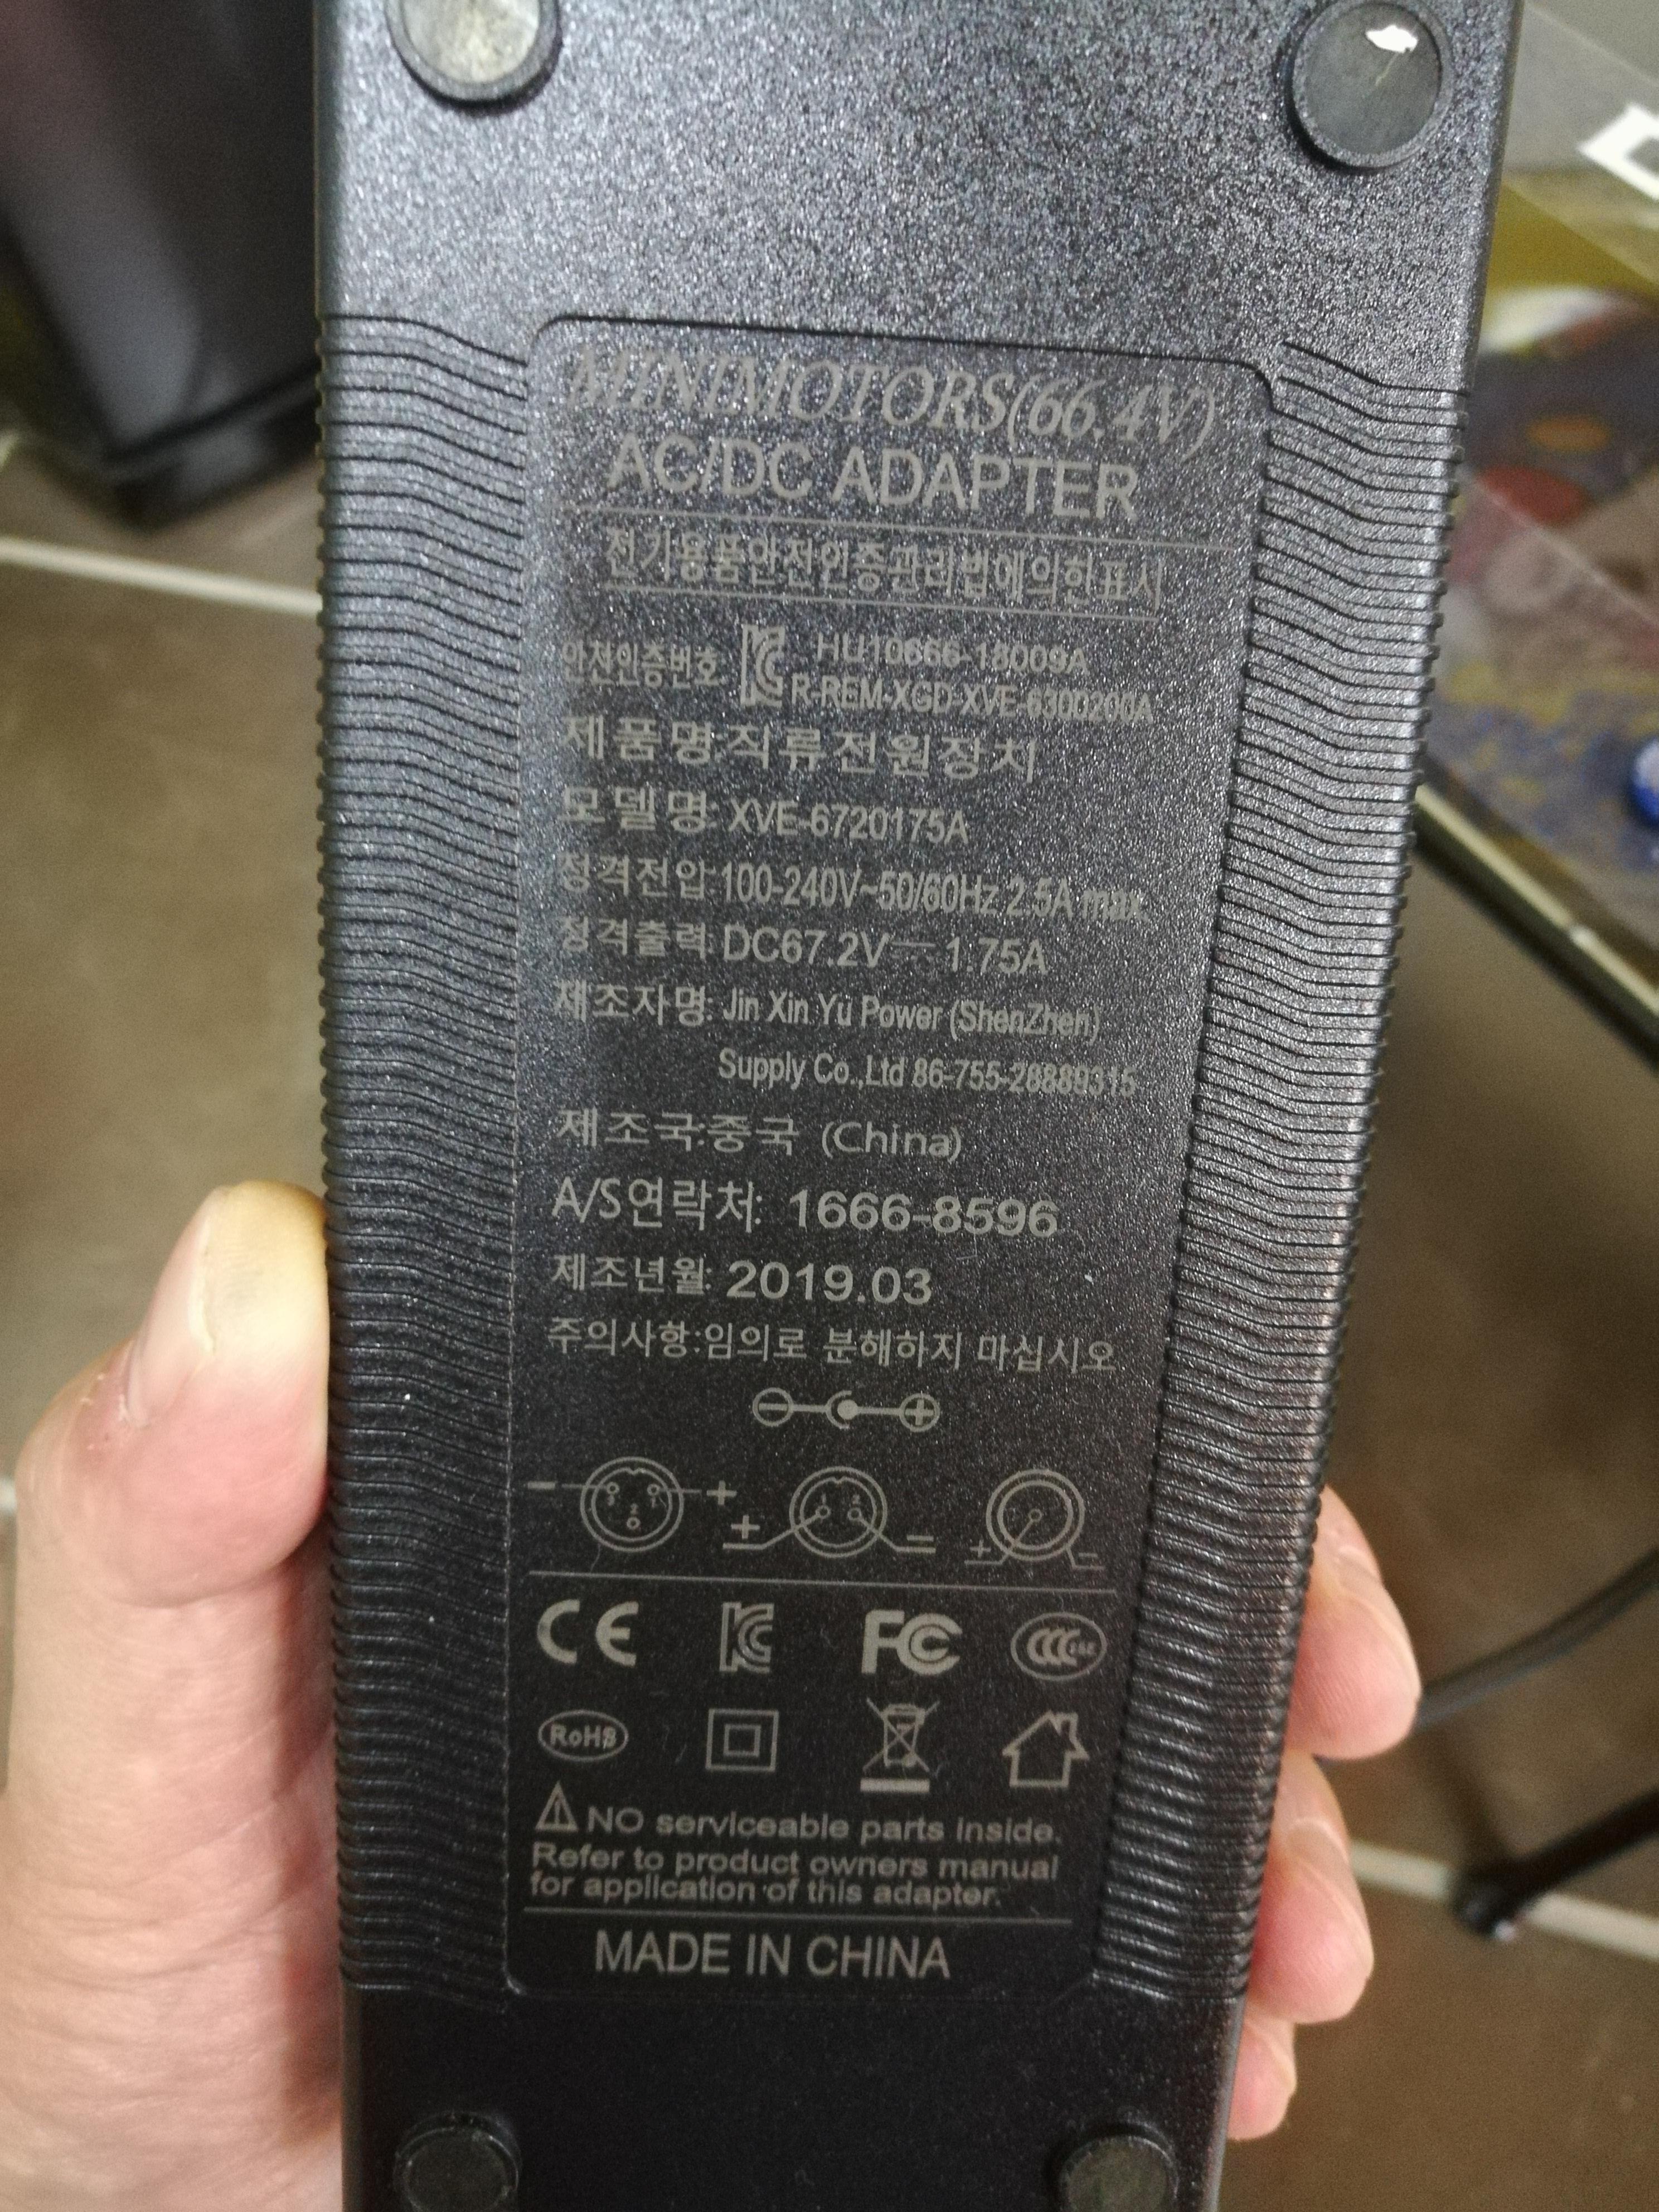 MINIMOTORS(66.4V)
AC/DC ADAPTER
전기용품안전인증관리법에의한표시
안전인증번호 HU10666-18009A
R-REM-XGD-XVE-6300200A
제품명직류전원장치
모델명: XVE-6720175A
정격전압:100-240V~50/60Hz 2.5A max
정격출력: DC67.2V⎓1.75A
제조자명: Jin Xin Yu Power (ShenZhen)
Supply Co.,Ltd 86-755-28889315
제조국:중국 (China)
A/S연락처: 1666-8596
제조년월: 2019.03
주의사항:임의로 분해하지 마십시오
- 3 2 1 + + 1 2 - + -
CE KC FC CCC
RoHS
NO serviceable parts inside.
Refer to product owners manual
for application of this adapter.
MADE IN CHINA